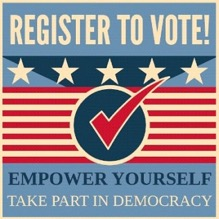 REGISTER TO VOTE!
EMPOWER YOURSELF
TAKE PART IN DEMOCRACY